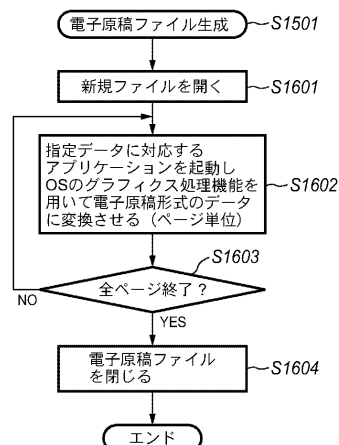 電子原稿ファイル生成 S1501
新規ファイルを開く S1601
指定データに対応する
アプリケーションを起動し
OSのグラフィクス処理機能を
用いて電子原稿形式のデータ
に変換させる（ページ単位）
S1602
S1603
全ページ終了？
NO
YES
電子原稿ファイル
を閉じる
S1604
エンド